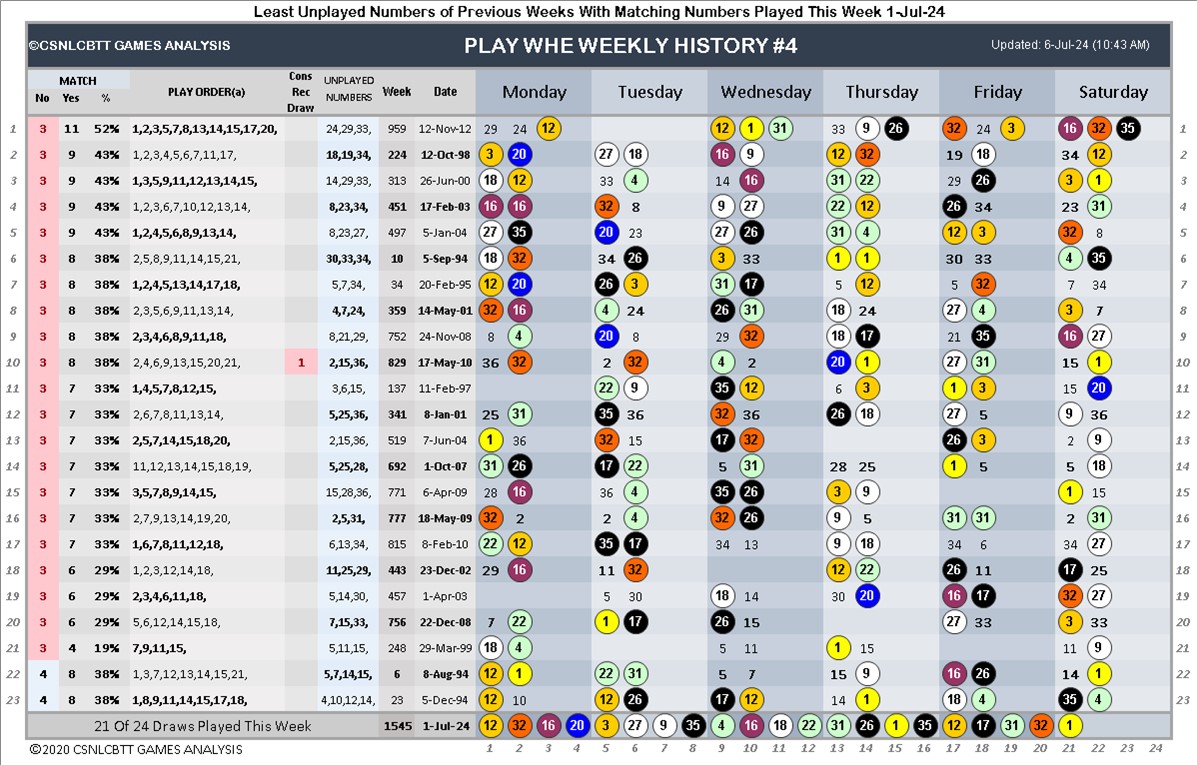 Least Unplayed Numbers of Previous Weeks With Matching Numbers Played This Week 1-Jul-24
©CSNLCBTT GAMES ANALYSIS PLAY WHE WEEKLY HISTORY #4 Updated: 6-Jul-24 (10:43 AM)
MATCH PLAY ORDER(a) Cons Rec Draw UNPLAYED NUMBERS Week Date Monday Tuesday Wednesday Thursday Friday Saturday
No Yes %
1 3 11 52% 1,2,3,5,7,8,13,14,15,17,20, 24,29,33, 959 12-Nov-12 29 24 12 12 1 11 33 9 26 32 24 3 16 32 35 1
2 3 9 43% 1,2,3,4,5,6,7,11,17, 18,19,34, 224 12-Oct-98 3 20 27 18 16 9 12 32 19 18 34 12 2
3 3 9 43% 1,3,5,9,11,12,13,14,15, 14,29,33, 313 26-Jun-00 18 12 33 4 14 16 31 22 29 26 3 1 3
4 3 9 43% 1,2,3,6,7,10,12,13,14, 8,23,34, 451 17-Feb-03 16 16 32 8 9 27 22 12 26 34 23 31 4
5 3 9 43% 1,2,4,5,6,8,9,13,14, 8,23,27, 497 5-Jan-04 27 35 20 23 27 26 31 4 12 3 32 8 5
6 3 8 38% 2,5,8,9,11,14,15,21, 30,33,34, 10 5-Sep-94 18 32 34 26 3 33 1 1 30 33 4 35 6
7 3 8 38% 1,2,4,5,13,14,17,18, 5,7,34, 34 20-Feb-95 12 20 26 3 31 17 5 12 5 32 7 34 7
8 3 8 38% 2,3,5,6,9,11,13,14, 4,7,24, 359 14-May-01 32 16 4 24 26 31 18 24 27 4 3 7 8
9 3 8 38% 2,3,4,6,8,9,11,18, 8,21,29, 752 24-Nov-08 8 4 20 8 29 32 18 17 21 35 16 27 9
10 3 8 38% 2,4,6,9,13,15,20,21, 1 2,15,36, 829 17-May-10 36 32 2 32 4 2 20 1 27 31 15 1 10
11 3 7 33% 1,4,5,7,8,12,15, 3,6,15, 137 11-Feb-97 22 9 35 12 6 3 1 3 15 20 11
12 3 7 33% 2,6,7,8,11,13,14, 5,25,36, 341 8-Jan-01 25 31 35 36 32 36 26 18 27 5 9 36 12
13 3 7 33% 2,5,7,14,15,18,20, 2,15,36, 519 7-Jun-04 1 36 32 15 17 32 26 3 2 9 13
14 3 7 33% 11,12,13,14,15,18,19, 5,25,28, 692 1-Oct-07 31 26 17 22 5 31 28 25 1 5 5 18 14
15 3 7 33% 3,5,7,8,9,14,15, 15,28,36, 771 6-Apr-09 28 16 36 4 35 26 3 9 1 15 15
16 3 7 33% 2,7,9,13,14,19,20, 2,5,31, 777 18-May-09 32 2 2 4 32 26 9 5 31 31 2 31 16
17 3 7 33% 1,6,7,8,11,12,18, 6,13,34, 815 8-Feb-10 22 12 35 17 34 13 9 18 34 6 34 27 17
18 3 6 29% 1,2,3,12,14,18, 11,25,29, 443 23-Dec-02 29 16 11 32 12 22 26 11 17 25 18
19 3 6 29% 2,3,4,6,11,18, 5,14,30, 457 1-Apr-03 5 30 18 14 30 20 16 17 32 27 19
20 3 6 29% 5,6,12,14,15,18, 7,15,33, 756 22-Dec-08 7 22 1 17 26 15 27 33 3 33 20
21 3 4 19% 7,9,11,15, 5,11,15, 248 29-Mar-99 18 4 5 11 1 15 11 9 21
22 4 8 38% 1,3,7,12,13,14,15,21, 5,7,14,15, 6 8-Aug-94 12 1 22 31 5 7 15 9 16 26 14 1 22
23 4 8 38% 1,8,9,11,14,15,17,18, 4,10,12,14, 23 5-Dec-94 12 10 12 26 17 12 14 1 18 4 35 4 23
21 Of 24 Draws Played This Week 1545 1-Jul-24 12 32 16 20 3 27 9 35 4 16 18 22 31 26 1 35 12 17 31 32 1
©2020 CSNLCBTT GAMES ANALYSIS 1 2 3 4 5 6 7 8 9 10 11 12 13 14 15 16 17 18 19 20 21 22 23 24